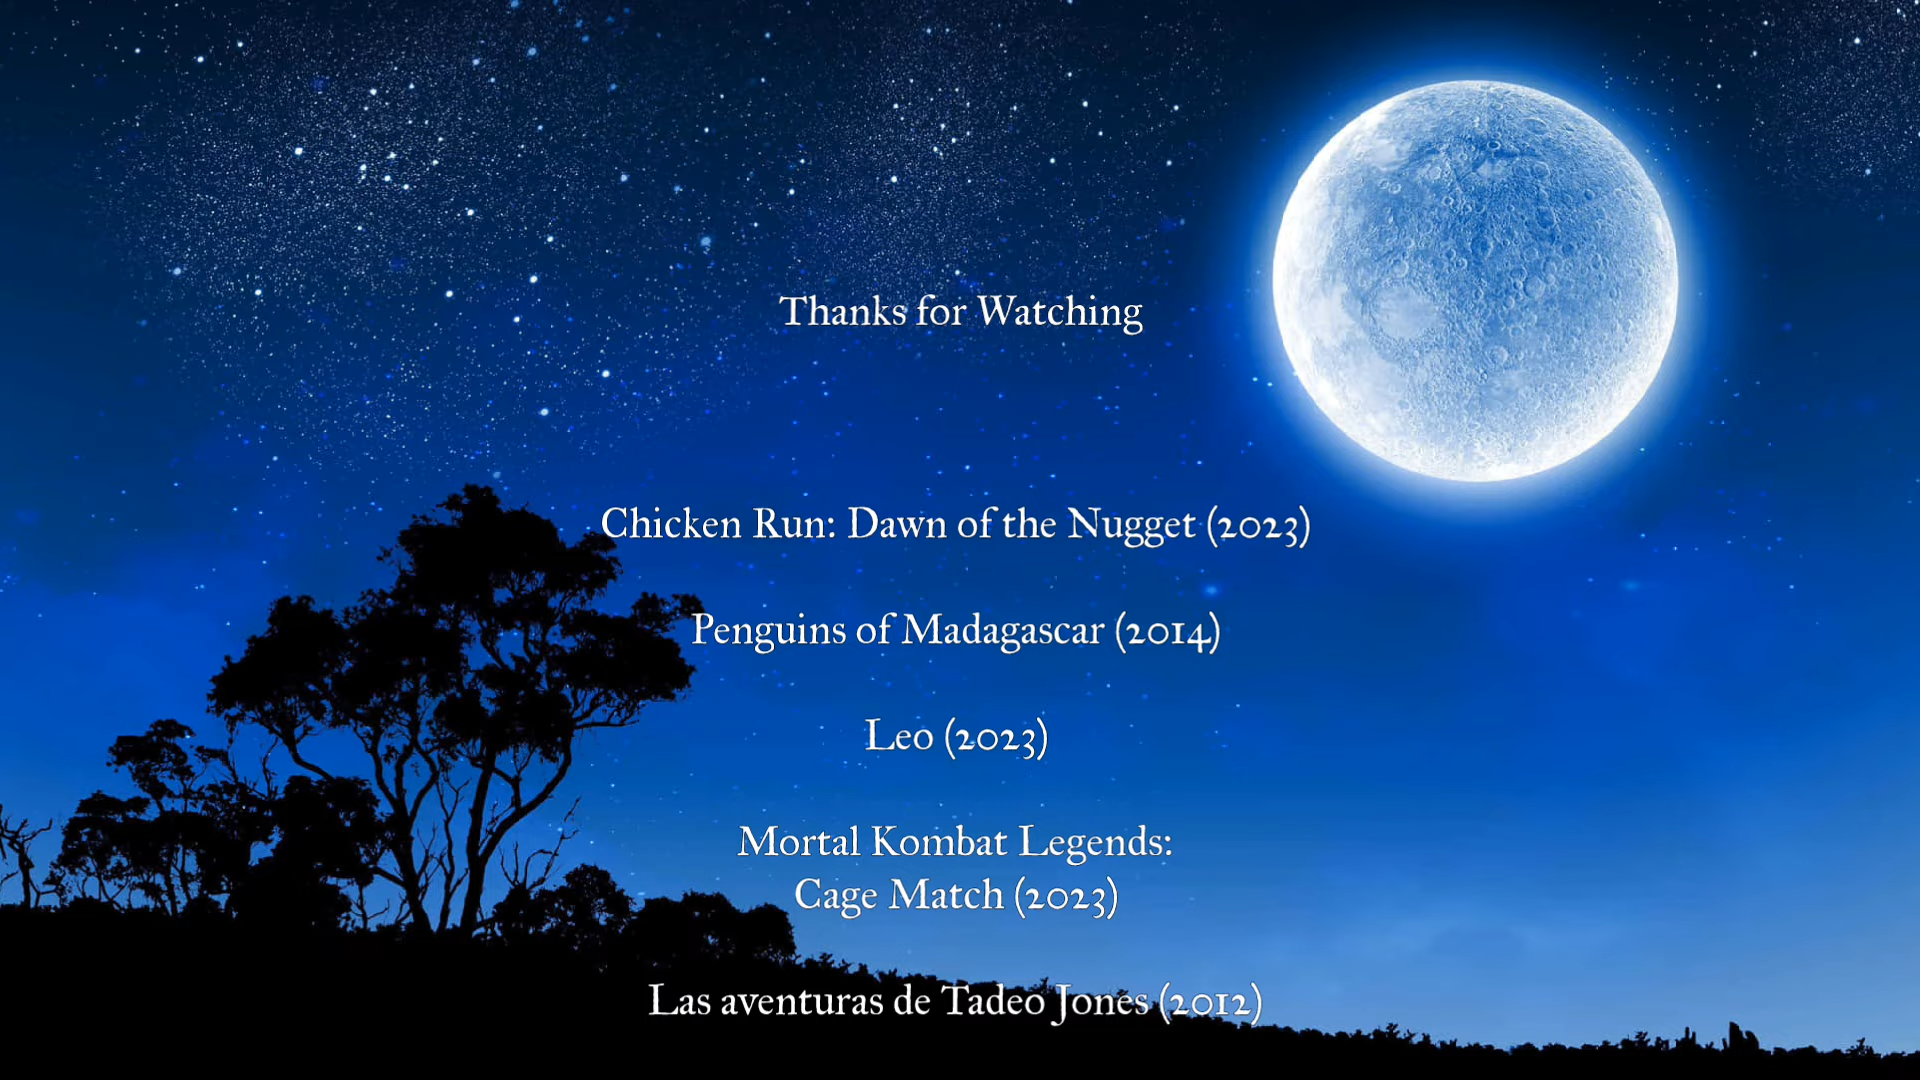 Thanks for Watching
Chicken Run: Dawn of the Nugget (2023)
Penguins of Madagascar (2014)
Leo (2023)
Mortal Kombat Legends:
Cage Match (2023)
Las aventuras de Tadeo Jones (2012)